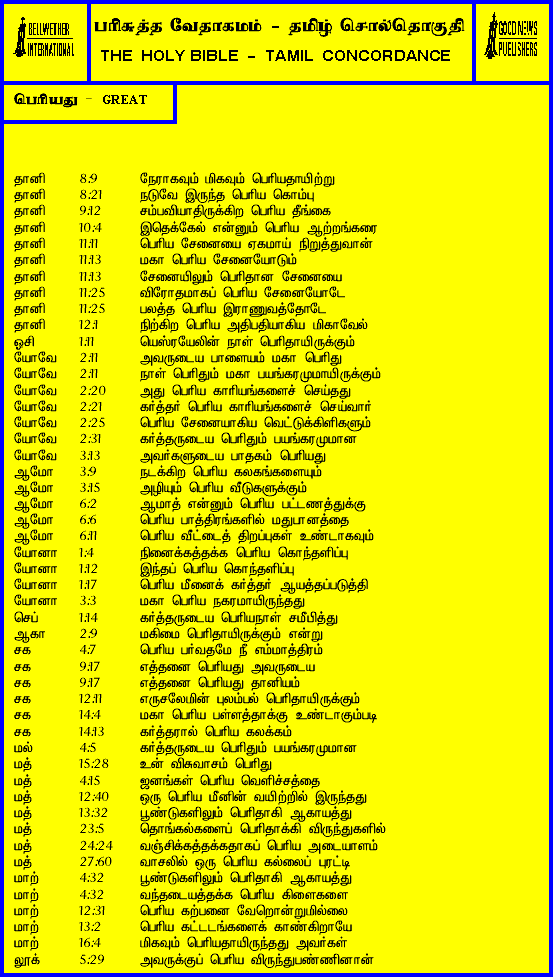 BELLWETHER INTERNATIONAL
பரிசுத்த வேதாகமம் - தமிழ் சொல்தொகுதி
THE HOLY BIBLE - TAMIL CONCORDANCE
GOOD NEWS PUBLISHERS
பெரியது - GREAT
தானி 8:9 நேராகவும் மிகவும் பெரியதாயிற்று
தானி 8:21 நடுவே இருந்த பெரிய கொம்பு
தானி 9:12 சம்பவியாதிருக்கிற பெரிய தீங்கை
தானி 10:4 இதெக்கேல் என்னும் பெரிய ஆற்றங்கரை
தானி 11:11 பெரிய சேனையை ஏகமாய் நிறுத்துவான்
தானி 11:13 மகா பெரிய சேனையோடும்
தானி 11:13 சேனையிலும் பெரிதான சேனையை
தானி 11:25 விரோதமாகப் பெரிய சேனையோடே
தானி 11:25 பலத்த பெரிய இராணுவத்தோடே
தானி 12:1 நிற்கிற பெரிய அதிபதியாகிய மிகாவேல்
ஓசி 1:11 யெஸ்ரயேலின் நாள் பெரிதாயிருக்கும்
யோவே 2:11 அவருடைய பாளையம் மகா பெரிது
யோவே 2:11 நாள் பெரிதும் மகா பயங்கரமுமாயிருக்கும்
யோவே 2:20 அது பெரிய காரியங்களைச் செய்தது
யோவே 2:21 கர்த்தர் பெரிய காரியங்களைச் செய்வார்
யோவே 2:25 பெரிய சேனையாகிய வெட்டுக்கிளிகளும்
யோவே 2:31 கர்த்தருடைய பெரிதும் பயங்கரமுமான
யோவே 3:13 அவர்களுடைய பாதகம் பெரியது
ஆமோ 3:9 நடக்கிற பெரிய கலகங்களையும்
ஆமோ 3:15 அழியும் பெரிய வீடுகளுக்கும்
ஆமோ 6:2 ஆமாத் என்னும் பெரிய பட்டணத்துக்கு
ஆமோ 6:6 பெரிய பாத்திரங்களில் மதுபானத்தை
ஆமோ 6:11 பெரிய வீட்டைத் திறப்புகள் உண்டாகவும்
யோனா 1:4 நினைக்கத்தக்க பெரிய கொந்தளிப்பு
யோனா 1:12 இந்தப் பெரிய கொந்தளிப்பு
யோனா 1:17 பெரிய மீனைக் கர்த்தர் ஆயத்தப்படுத்தி
யோனா 3:3 மகா பெரிய நகரமாயிருந்தது
செப் 1:14 கர்த்தருடைய பெரியநாள் சமீபித்து
ஆகா 2:9 மகிமை பெரிதாயிருக்கும் என்று
சக 4:7 பெரிய பர்வதமே நீ எம்மாத்திரம்
சக 9:17 எத்தனை பெரியது அவருடைய
சக 9:17 எத்தனை பெரியது தானியம்
சக 12:11 எருசலேமின் புலம்பல் பெரிதாயிருக்கும்
சக 14:4 மகா பெரிய பள்ளத்தாக்கு உண்டாகும்படி
சக 14:13 கர்த்தரால் பெரிய கலக்கம்
மல் 4:5 கர்த்தருடைய பெரிதும் பயங்கரமுமான
மத் 15:28 உன் விசுவாசம் பெரிது
மத் 4:15 ஜனங்கள் பெரிய வெளிச்சத்தை
மத் 12:40 ஒரு பெரிய மீனின் வயிற்றில் இருந்தது
மத் 13:32 பூண்டுகளிலும் பெரிதாகி ஆகாயத்து
மத் 23:5 தொங்கல்களைப் பெரிதாக்கி விருந்துகளில்
மத் 24:24 வஞ்சிக்கத்தக்கதாகப் பெரிய அடையாளம்
மத் 27:60 வாசலில் ஒரு பெரிய கல்லைப் புரட்டி
மாற் 4:32 பூண்டுகளிலும் பெரிதாகி ஆகாயத்து
மாற் 4:32 வந்தடையத்தக்க பெரிய கிளைகளை
மாற் 12:31 பெரிய கற்பனை வேறொன்றுமில்லை
மாற் 13:2 பெரிய கட்டடங்களைக் காண்கிறாயே
மாற் 16:4 மிகவும் பெரியதாயிருந்தது அவர்கள்
லூக் 5:29 அவருக்குப் பெரிய விருந்துபண்ணினான்